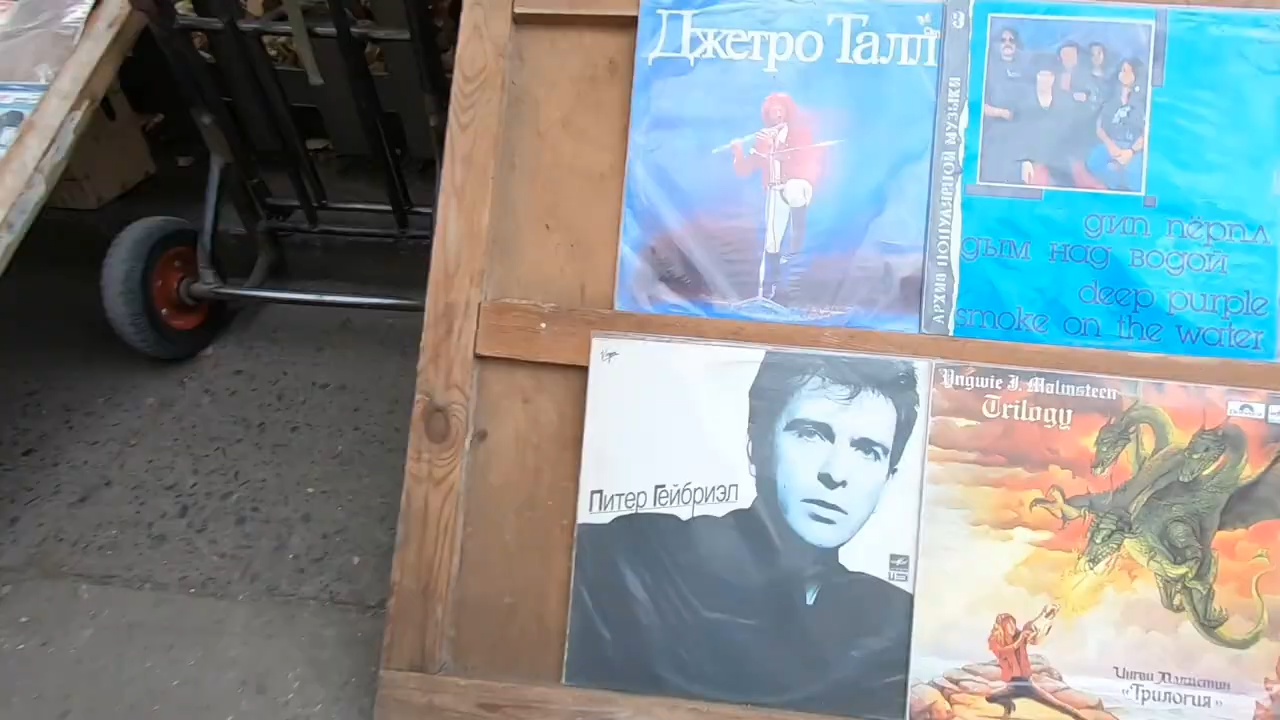 Джетро Талл
АРХИВ ПОПУЛЯРНОЙ МУЗЫКИ
3
дип пёрпл
дым над водой
deep purple
smoke on the water
Virgin
Питер Гейбриэл
Yngwie J. Malmsteen
Trilogy
Ингви Мальмстин
«Трилогия»